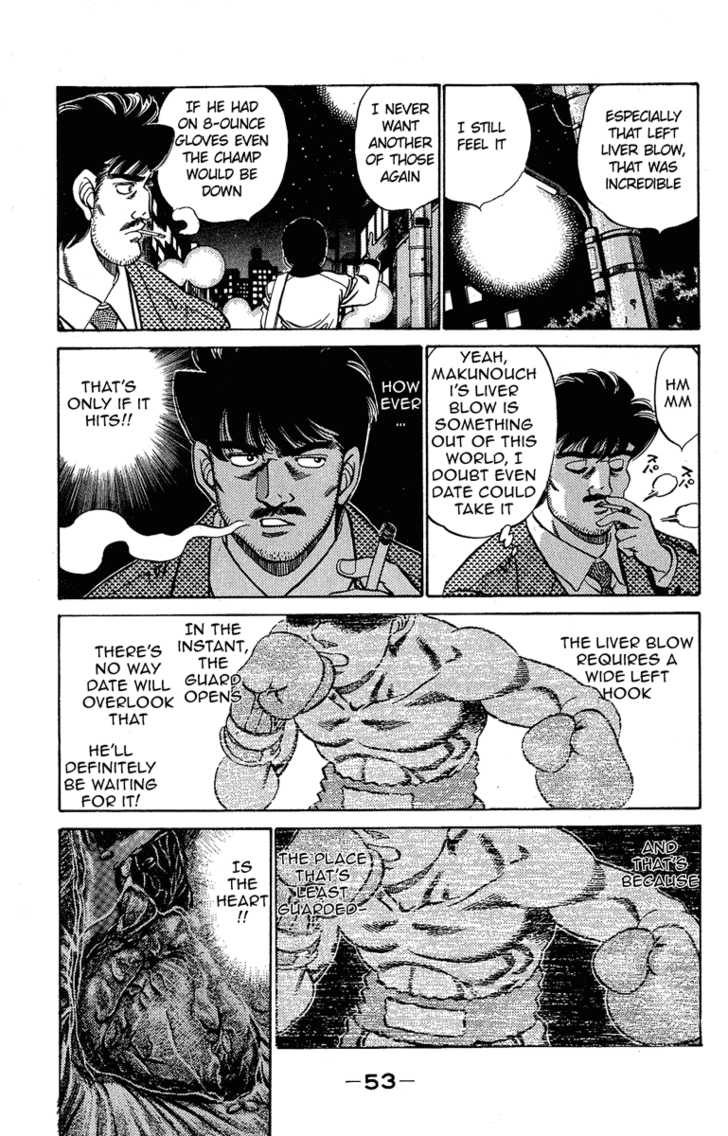 ESPECIALLY
THAT LEFT
LIVER BLOW,
THAT WAS
INCREDIBLE
I STILL
FEEL IT
I NEVER
WANT
ANOTHER
OF THOSE
AGAIN
IF HE HAD
ON 8-OUNCE
GLOVES EVEN
THE CHAMP
WOULD BE
DOWN
HM
MM
スパ
スパ
YEAH,
MAKUNOUCH
I'S LIVER
BLOW IS
SOMETHING
OUT OF THIS
WORLD, I
DOUBT EVEN
DATE COULD
TAKE IT
HOW
EVER
...
THAT'S
ONLY IF IT
HITS!!
THE LIVER BLOW
REQUIRES A
WIDE LEFT
HOOK
IN THE
INSTANT,
THE
GUARD
OPENS
THERE'S
NO WAY
DATE WILL
OVERLOOK
THAT
HE'LL
DEFINITELY
BE WAITING
FOR IT!
AND
THAT'S
BECAUSE
THE PLACE
THAT'S
LEAST
GUARDED
IS
THE
HEART
!!
-53-